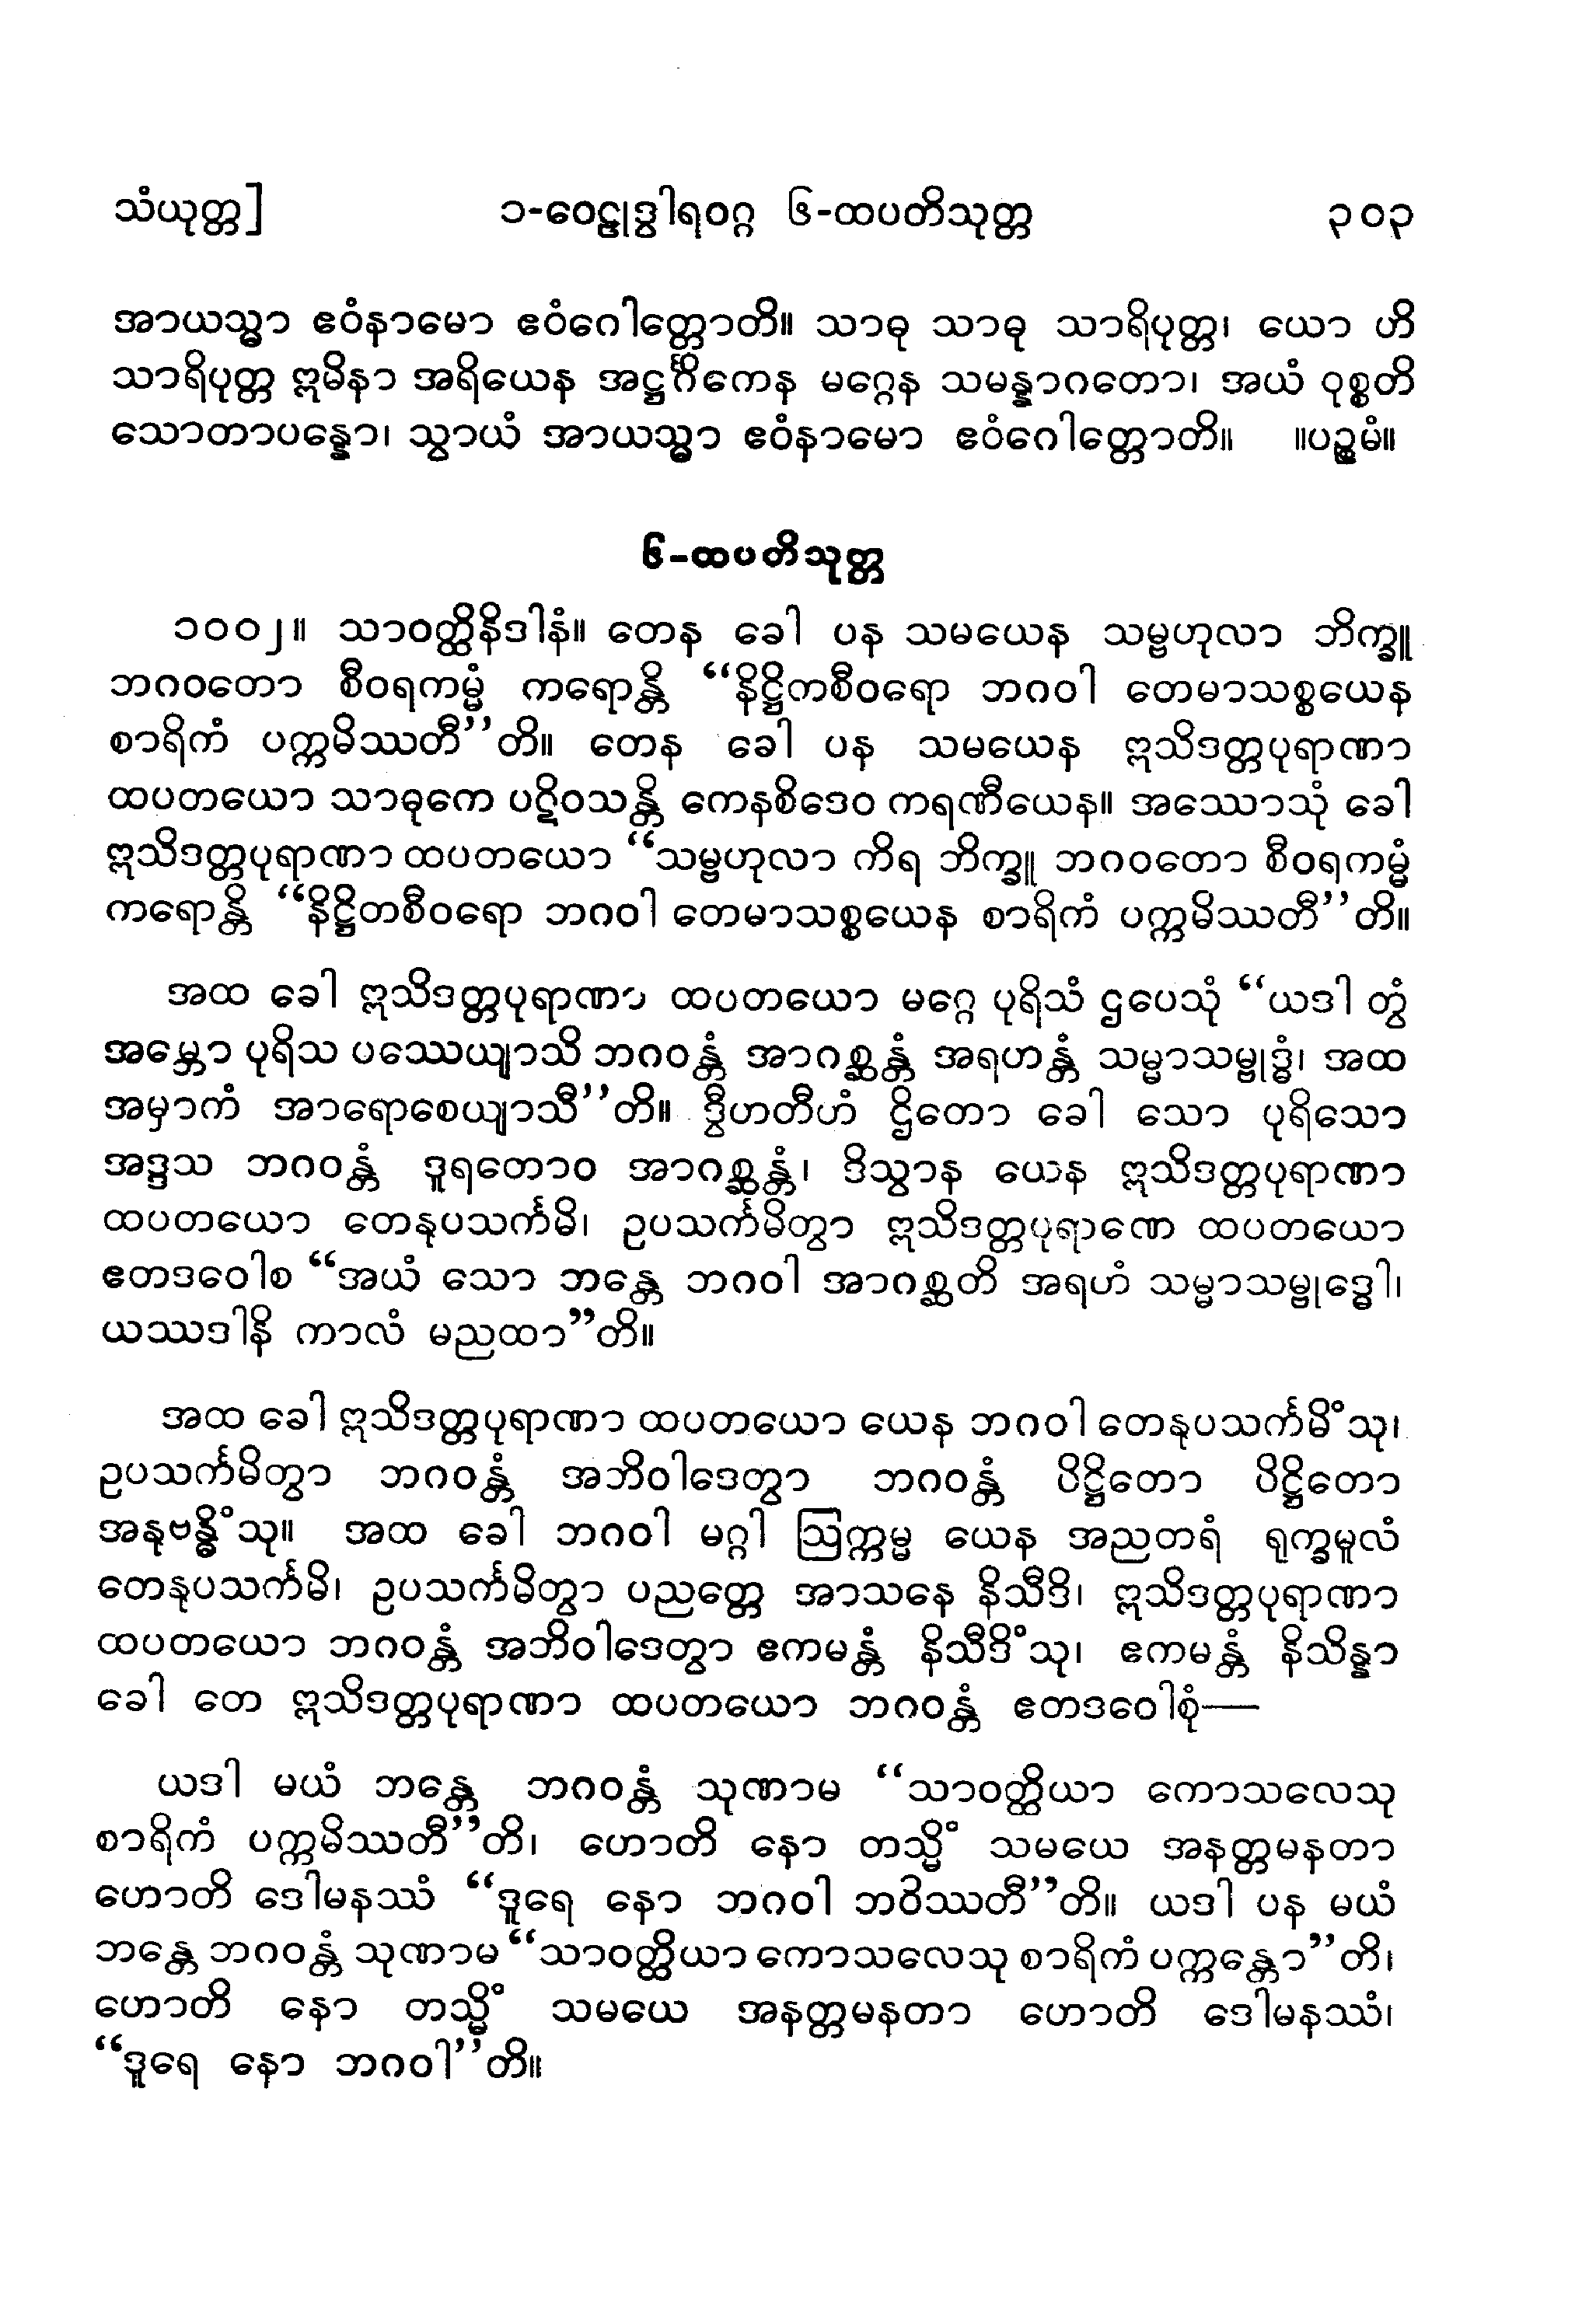 သံယုတ္တ] ၁-ဝေဠုဒွါရဝဂ္ဂ ၆-ထပတိသုတ္တ ၃၀၃
အာယသ္မာ ဧဝံနာမော ဧဝံဂေါတ္တောတိ။ သာဓု သာဓု သာရိပုတ္တ၊ ယော ဟိ
သာရိပုတ္တ ဣမိနာ အရိယေန အဋ္ဌင်္ဂိကေန မဂ္ဂေန သမန္နာဂတော၊ အယံ ဝုစ္စတိ
သောတာပန္နော၊ သွာယံ အာယသ္မာ ဧဝံနာမော ဧဝံဂေါတ္တောတိ။ ။ပဉ္စမံ။
၆-ထပတိသုတ္တ
၁၀၀၂။ သာဝတ္ထိနိဒါနံ။ တေန ခေါ ပန သမယေန သမ္ဗဟုလာ ဘိက္ခူ
ဘဂဝတော စီဝရကမ္မံ ကရောန္တိ “နိဋ္ဌိကစီဝရော ဘဂဝါ တေမာသစ္စယေန
စာရိကံ ပက္ကမိဿတီ”တိ။ တေန ခေါ ပန သမယေန ဣသိဒတ္တပုရာဏာ
ထပတယော သာဓုကေ ပဋိဝသန္တိ ကေနစိဒေဝ ကရဏီယေန။ အဿောသုံ ခေါ
ဣသိဒတ္တပုရာဏာ ထပတယော “သမ္ဗဟုလာ ကိရ ဘိက္ခူ ဘဂဝတော စီဝရကမ္မံ
ကရောန္တိ “နိဋ္ဌိတစီဝရော ဘဂဝါ တေမာသစ္စယေန စာရိကံ ပက္ကမိဿတီ”တိ။
အထ ခေါ ဣသိဒတ္တပုရာဏာ ထပတယော မဂ္ဂေ ပုရိသံ ဌပေသုံ “ယဒါ တွံ
အမ္ဘော ပုရိသ ပဿေယျာသိ ဘဂဝန္တံ အာဂစ္ဆန္တံ အရဟန္တံ သမ္မာသမ္ဗုဒ္ဓံ၊ အထ
အမှာကံ အာရောစေယျာသီ”တိ။ ဒွီဟတီဟံ ဌိတော ခေါ သော ပုရိသော
အဒ္ဒသ ဘဂဝန္တံ ဒူရတောဝ အာဂစ္ဆန္တံ၊ ဒိသွာန ယေန ဣသိဒတ္တပုရာဏာ
ထပတယော တေနုပသင်္ကမိ၊ ဥပသင်္ကမိတွာ ဣသိဒတ္တပုရာဏေ ထပတယော
ဧတဒဝေါစ “အယံ သော ဘန္တေ ဘဂဝါ အာဂစ္ဆတိ အရဟံ သမ္မာသမ္ဗုဒ္ဓေါ၊
ယဿဒါနိ ကာလံ မညထာ”တိ။
အထ ခေါ ဣသိဒတ္တပုရာဏာ ထပတယော ယေန ဘဂဝါ တေနုပသင်္ကမိံသု၊
ဥပသင်္ကမိတွာ ဘဂဝန္တံ အဘိဝါဒေတွာ ဘဂဝန္တံ ပိဋ္ဌိတော ပိဋ္ဌိတော
အနုဗန္ဓိံသု။ အထ ခေါ ဘဂဝါ မဂ္ဂါ ဩက္ကမ္မ ယေန အညတရံ ရုက္ခမူလံ
တေနုပသင်္ကမိ၊ ဥပသင်္ကမိတွာ ပညတ္တေ အာသနေ နိသီဒိ၊ ဣသိဒတ္တပုရာဏာ
ထပတယော ဘဂဝန္တံ အဘိဝါဒေတွာ ဧကမန္တံ နိသီဒိံသု၊ ဧကမန္တံ နိသိန္နာ
ခေါ တေ ဣသိဒတ္တပုရာဏာ ထပတယော ဘဂဝန္တံ ဧတဒဝေါစုံ—
ယဒါ မယံ ဘန္တေ ဘဂဝန္တံ သုဏာမ “သာဝတ္ထိယာ ကောသလေသု
စာရိကံ ပက္ကမိဿတီ”တိ၊ ဟောတိ နော တသ္မိံ သမယေ အနတ္တမနတာ
ဟောတိ ဒေါမနဿံ “ဒူရေ နော ဘဂဝါ ဘဝိဿတီ”တိ။ ယဒါ ပန မယံ
ဘန္တေ ဘဂဝန္တံ သုဏာမ “သာဝတ္ထိယာ ကောသလေသု စာရိကံ ပက္ကန္တော”တိ၊
ဟောတိ နော တသ္မိံ သမယေ အနတ္တမနတာ ဟောတိ ဒေါမနဿံ၊
“ဒူရေ နော ဘဂဝါ”တိ။